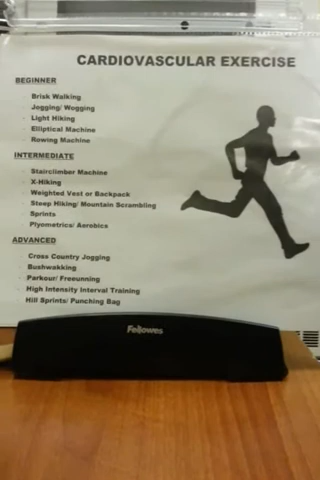 CARDIOVASCULAR EXERCISE
BEGINNER
Brisk Walking
Jogging/ Wogging
Light Hiking
Elliptical Machine
Rowing Machine
INTERMEDIATE
Stairclimber Machine
X-Hiking
Weighted Vest or Backpack
Steep Hiking/ Mountain Scrambling
Sprints
Plyometrics/ Aerobics
ADVANCED
Cross Country Jogging
Bushwakking
Parkour/ Freerunning
High Intensity Interval Training
Hill Sprints/ Punching Bag
Fellowes